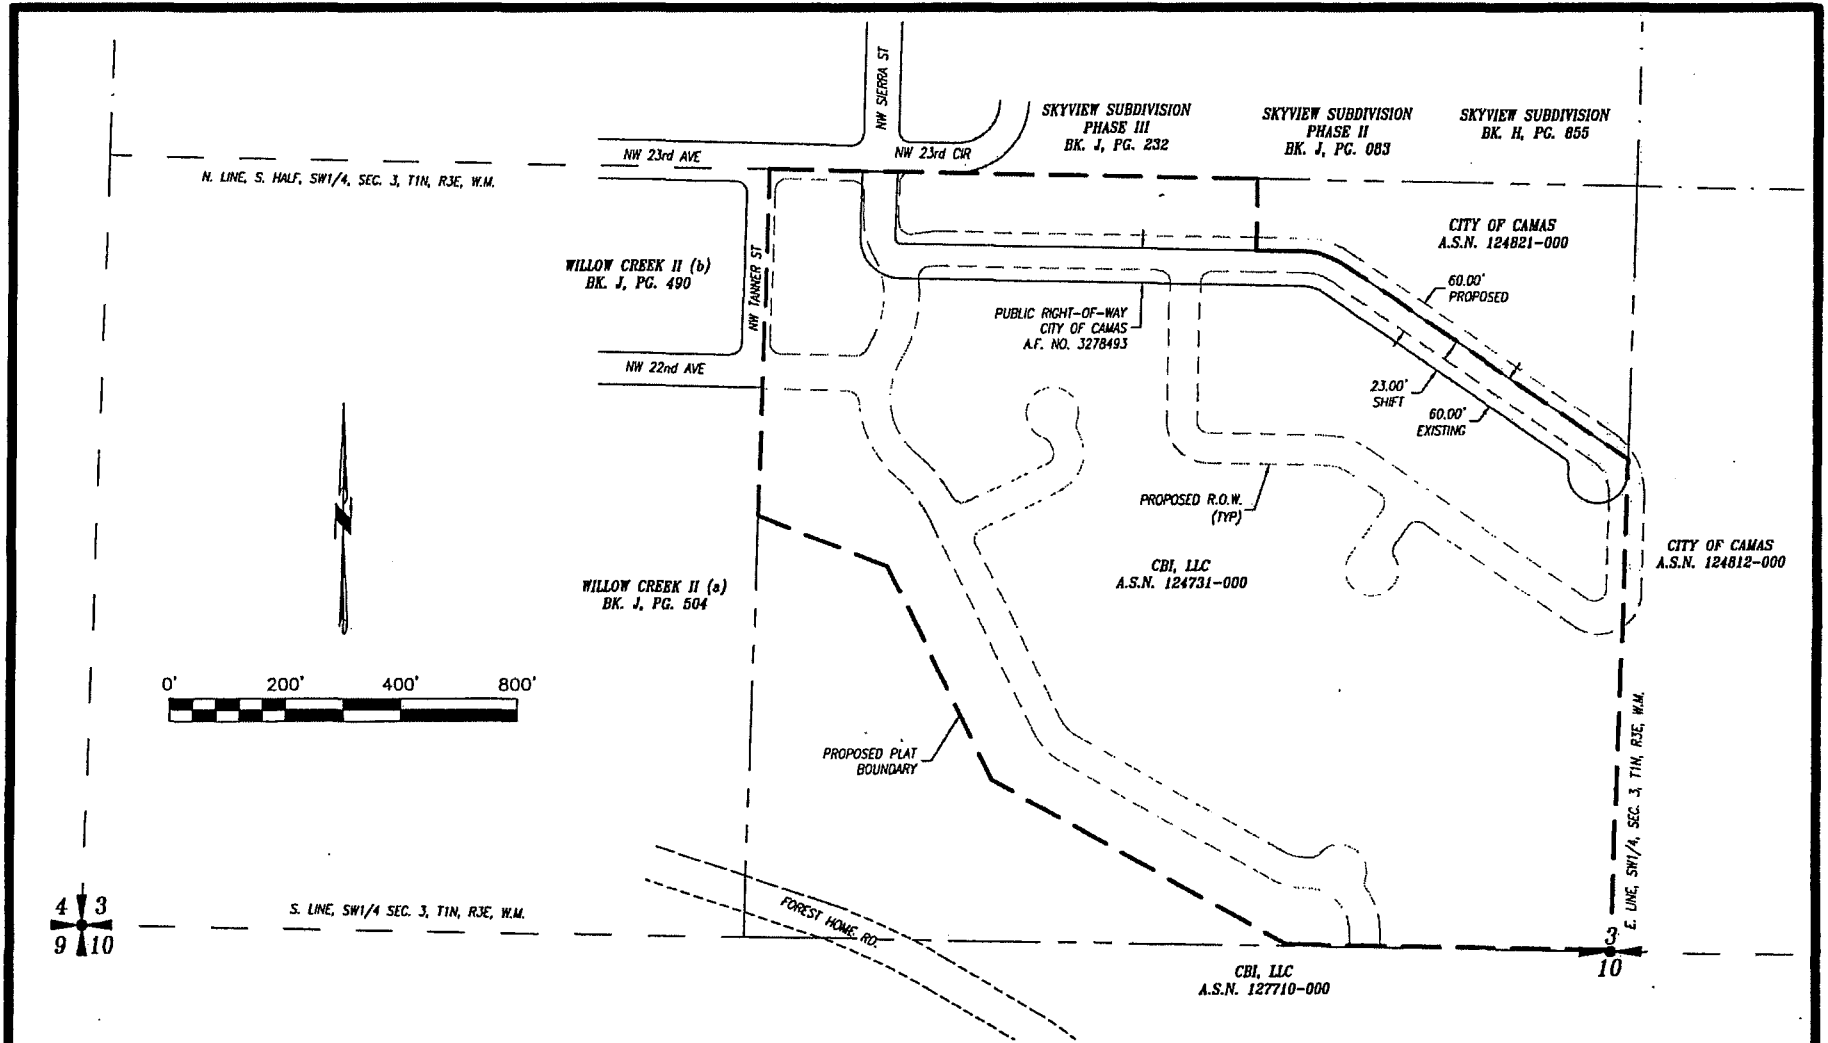 NW SIERRA ST
SKYVIEW SUBDIVISION
PHASE III
BK. J, PG. 232
SKYVIEW SUBDIVISION
PHASE II
BK. J, PG. 083
SKYVIEW SUBDIVISION
BK. H, PG. 855
NW 23rd AVE
NW 23rd CIR
N. LINE, S. HALF, SW1/4, SEC. 3, T1N, R3E, W.M.
CITY OF CAMAS
A.S.N. 124821-000
WILLOW CREEK II (b)
BK. J, PG. 490
NW TANNER ST
60.00'
PROPOSED
PUBLIC RIGHT-OF-WAY
CITY OF CAMAS
A.F. NO. 3278493
NW 22nd AVE
23.00'
SHIFT
60.00'
EXISTING
PROPOSED R.O.W.
(TYP)
N
CITY OF CAMAS
A.S.N. 124812-000
CBI, LLC
A.S.N. 124731-000
WILLOW CREEK II (a)
BK. J, PG. 504
0' 200' 400' 800'
PROPOSED PLAT
BOUNDARY
E. LINE, SW1/4, SEC. 3, T1N, R3E, W.M.
4 3
9 10
S. LINE, SW1/4 SEC. 3, T1N, R3E, W.M.
FOREST HOME RD.
3
10
CBI, LLC
A.S.N. 127710-000